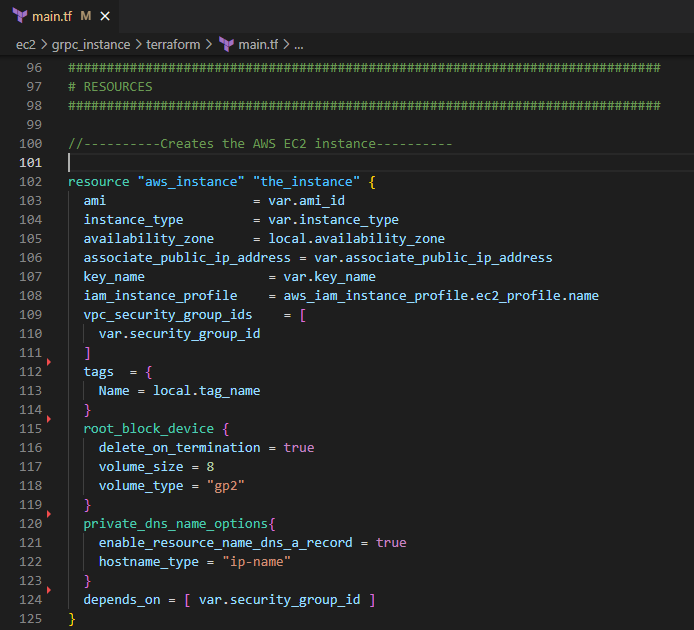 main.tf M ×
ec2 > grpc_instance > terraform > main.tf > ...
96 #############################################################################
97 # RESOURCES
98 #############################################################################
99
100 //----------Creates the AWS EC2 instance----------
101
102 resource "aws_instance" "the_instance" {
103   ami                   = var.ami_id
104   instance_type         = var.instance_type
105   availability_zone     = local.availability_zone
106   associate_public_ip_address = var.associate_public_ip_address
107   key_name                = var.key_name
108   iam_instance_profile    = aws_iam_instance_profile.ec2_profile.name
109   vpc_security_group_ids    = [
110     var.security_group_id
111   ]
112   tags  = {
113     Name = local.tag_name
114   }
115   root_block_device {
116     delete_on_termination = true
117     volume_size = 8
118     volume_type = "gp2"
119   }
120   private_dns_name_options{
121     enable_resource_name_dns_a_record = true
122     hostname_type = "ip-name"
123   }
124   depends_on = [ var.security_group_id ]
125 }